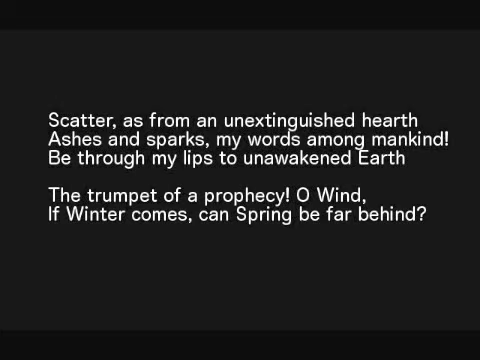 Scatter, as from an unextinguished hearth
Ashes and sparks, my words among mankind!
Be through my lips to unawakened Earth
The trumpet of a prophecy! O Wind,
If Winter comes, can Spring be far behind?